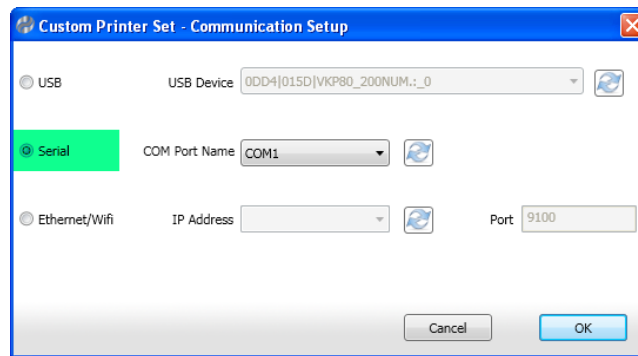 Custom Printer Set - Communication Setup
USB USB Device 0DD4|015D|VKP80_200NUM.:_0
Serial COM Port Name COM1
Ethernet/Wifi IP Address Port 9100
Cancel OK